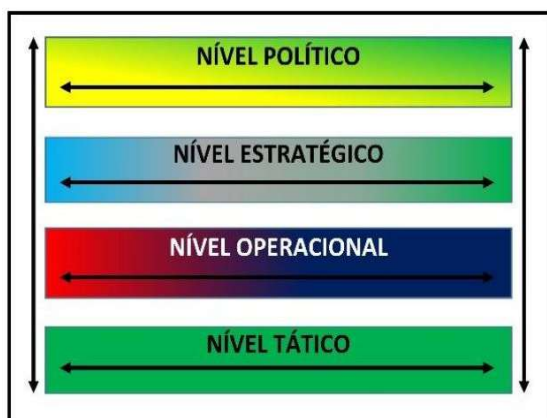 NÍVEL POLÍTICO
NÍVEL ESTRATÉGICO
NÍVEL OPERACIONAL
NÍVEL TÁTICO